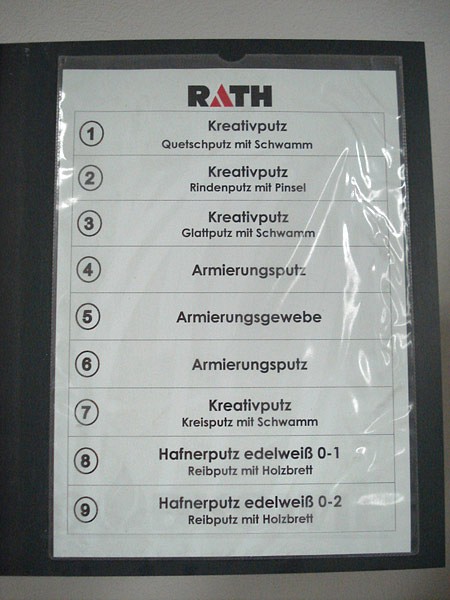 RATH
1 Kreativputz
Quetschputz mit Schwamm
2 Kreativputz
Rindenputz mit Pinsel
3 Kreativputz
Glattputz mit Schwamm
4 Armierungsputz
5 Armierungsgewebe
6 Armierungsputz
7 Kreativputz
Kreisputz mit Schwamm
8 Hafnerputz edelweiß 0-1
Reibputz mit Holzbrett
9 Hafnerputz edelweiß 0-2
Reibputz mit Holzbrett